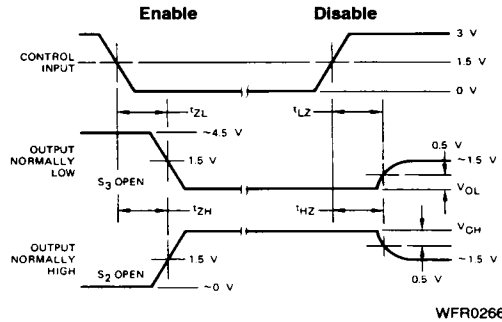 Enable Disable
3 V
CONTROL
INPUT
1.5 V
0 V
tZL tLZ
~4.5 V
0.5 V
OUTPUT
NORMALLY
LOW
1.5 V
~1.5 V
S3 OPEN
VOL
tZH tHZ
VOH
OUTPUT
NORMALLY
HIGH
S2 OPEN
1.5 V
~1.5 V
~0 V
0.5 V
WFR0266